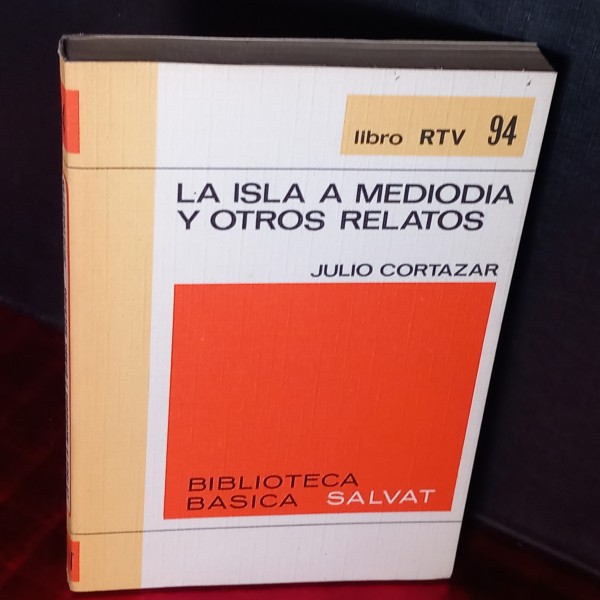 libro RTV 94
LA ISLA A MEDIODIA
Y OTROS RELATOS
JULIO CORTAZAR
BIBLIOTECA
BASICA SALVAT